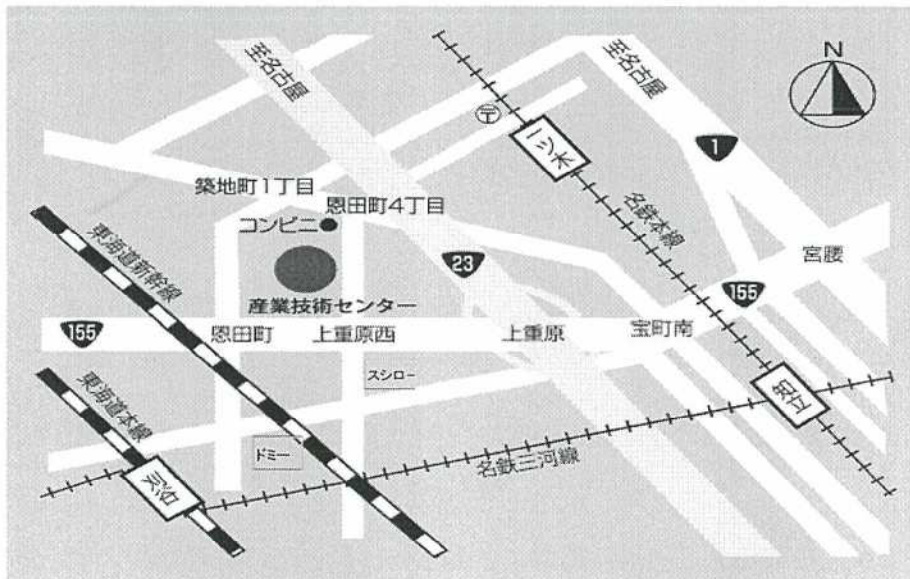 至名古屋
至名古屋
N
〒
一ツ木
1
築地町1丁目
恩田町4丁目
コンビニ
名鉄本線
東海道新幹線
23
宮腰
産業技術センター
155
155
恩田町
上重原西
上重原
宝町南
スシロー
東海道本線
知立
ドミー
名鉄三河線
刈谷